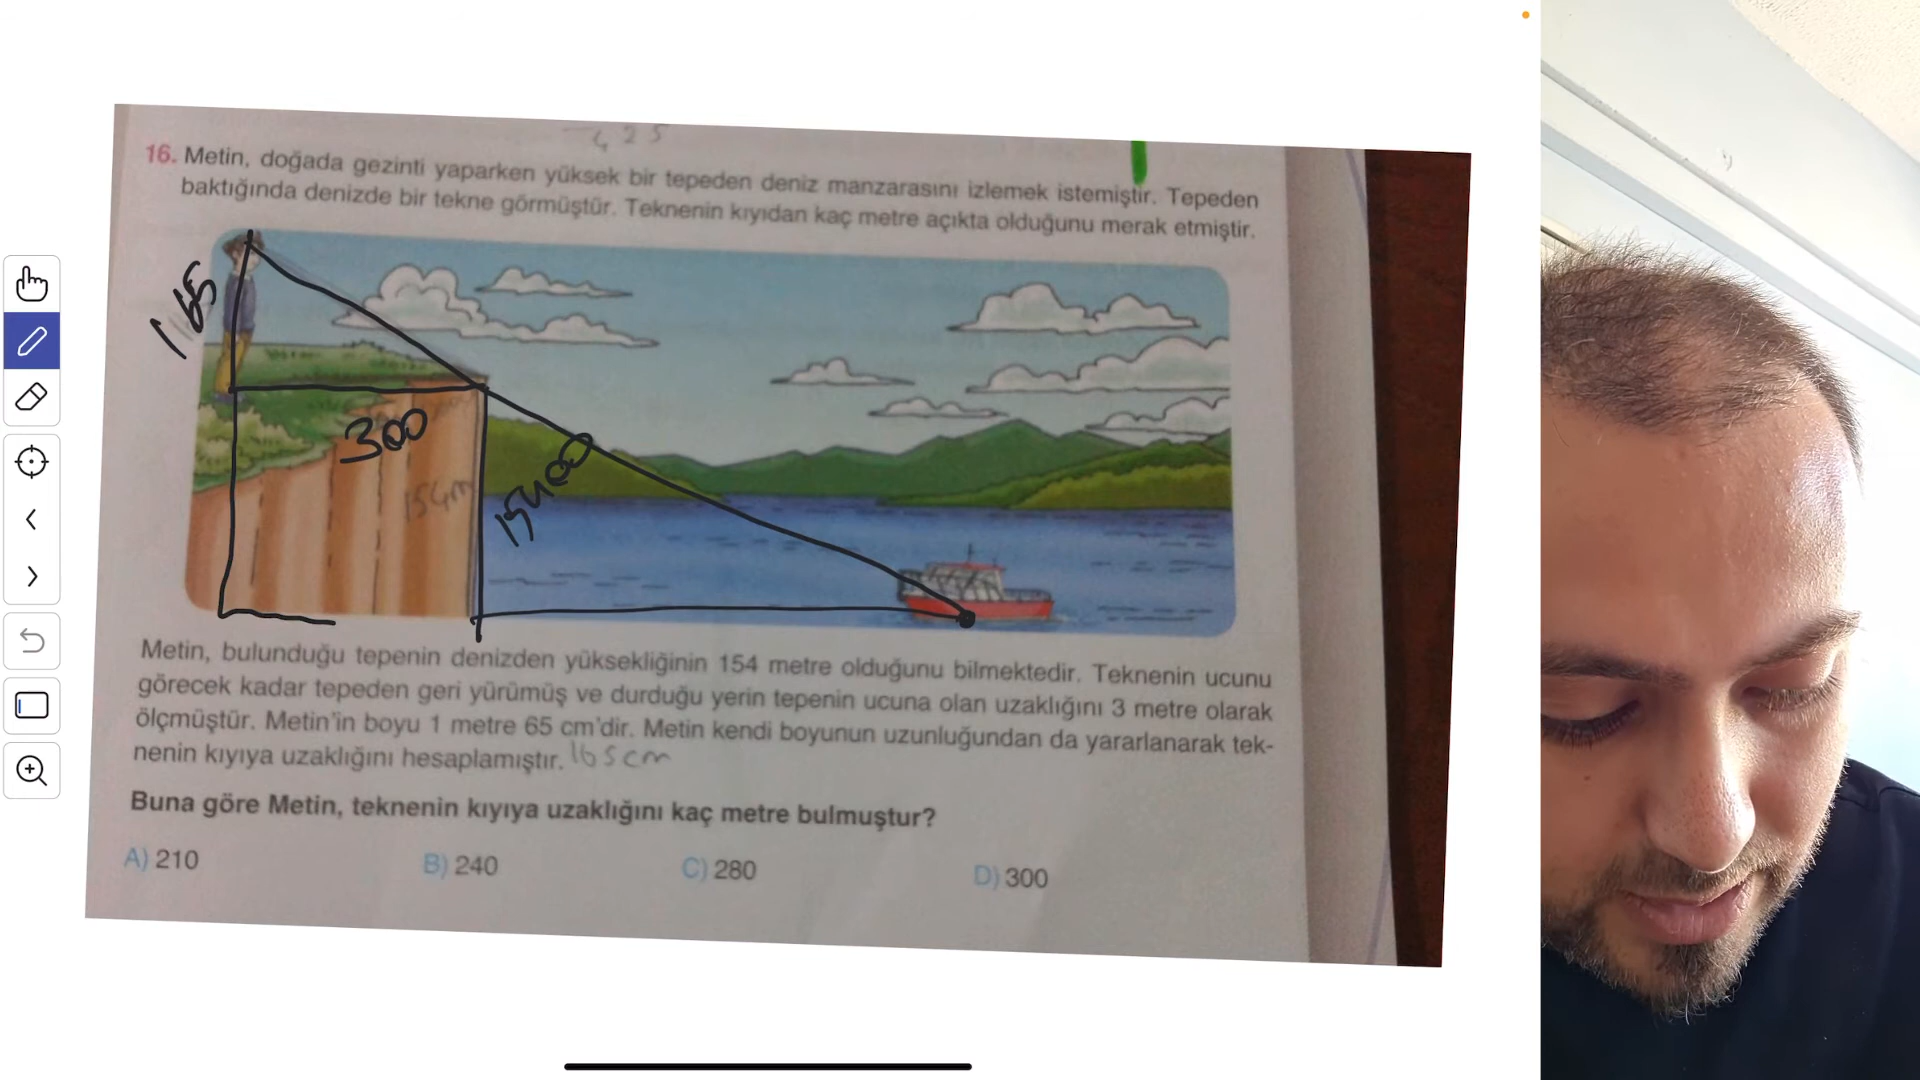 425
16. Metin, doğada gezinti yaparken yüksek bir tepeden deniz manzarasını izlemek istemiştir. Tepeden
baktığında denizde bir tekne görmüştür. Teknenin kıyıdan kaç metre açıkta olduğunu merak etmiştir.
165
300
154m
15400
Metin, bulunduğu tepenin denizden yüksekliğinin 154 metre olduğunu bilmektedir. Teknenin ucunu
görecek kadar tepeden geri yürümüş ve durduğu yerin tepenin ucuna olan uzaklığını 3 metre olarak
ölçmüştür. Metin'in boyu 1 metre 65 cm'dir. Metin kendi boyunun uzunluğundan da yararlanarak tek-
nenin kıyıya uzaklığını hesaplamıştır. 165cm
Buna göre Metin, teknenin kıyıya uzaklığını kaç metre bulmuştur?
A) 210 B) 240 C) 280 D) 300